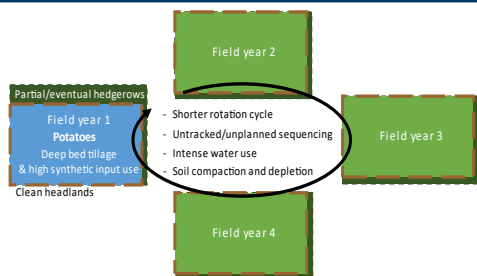 Field year 2
Partial/eventual hedgerows
Field year 1
Potatoes
Deep bed tillage
& high synthetic input use
Clean headlands
- Shorter rotation cycle
- Untracked/unplanned sequencing
- Intense water use
- Soil compaction and depletion
Field year 3
Field year 4